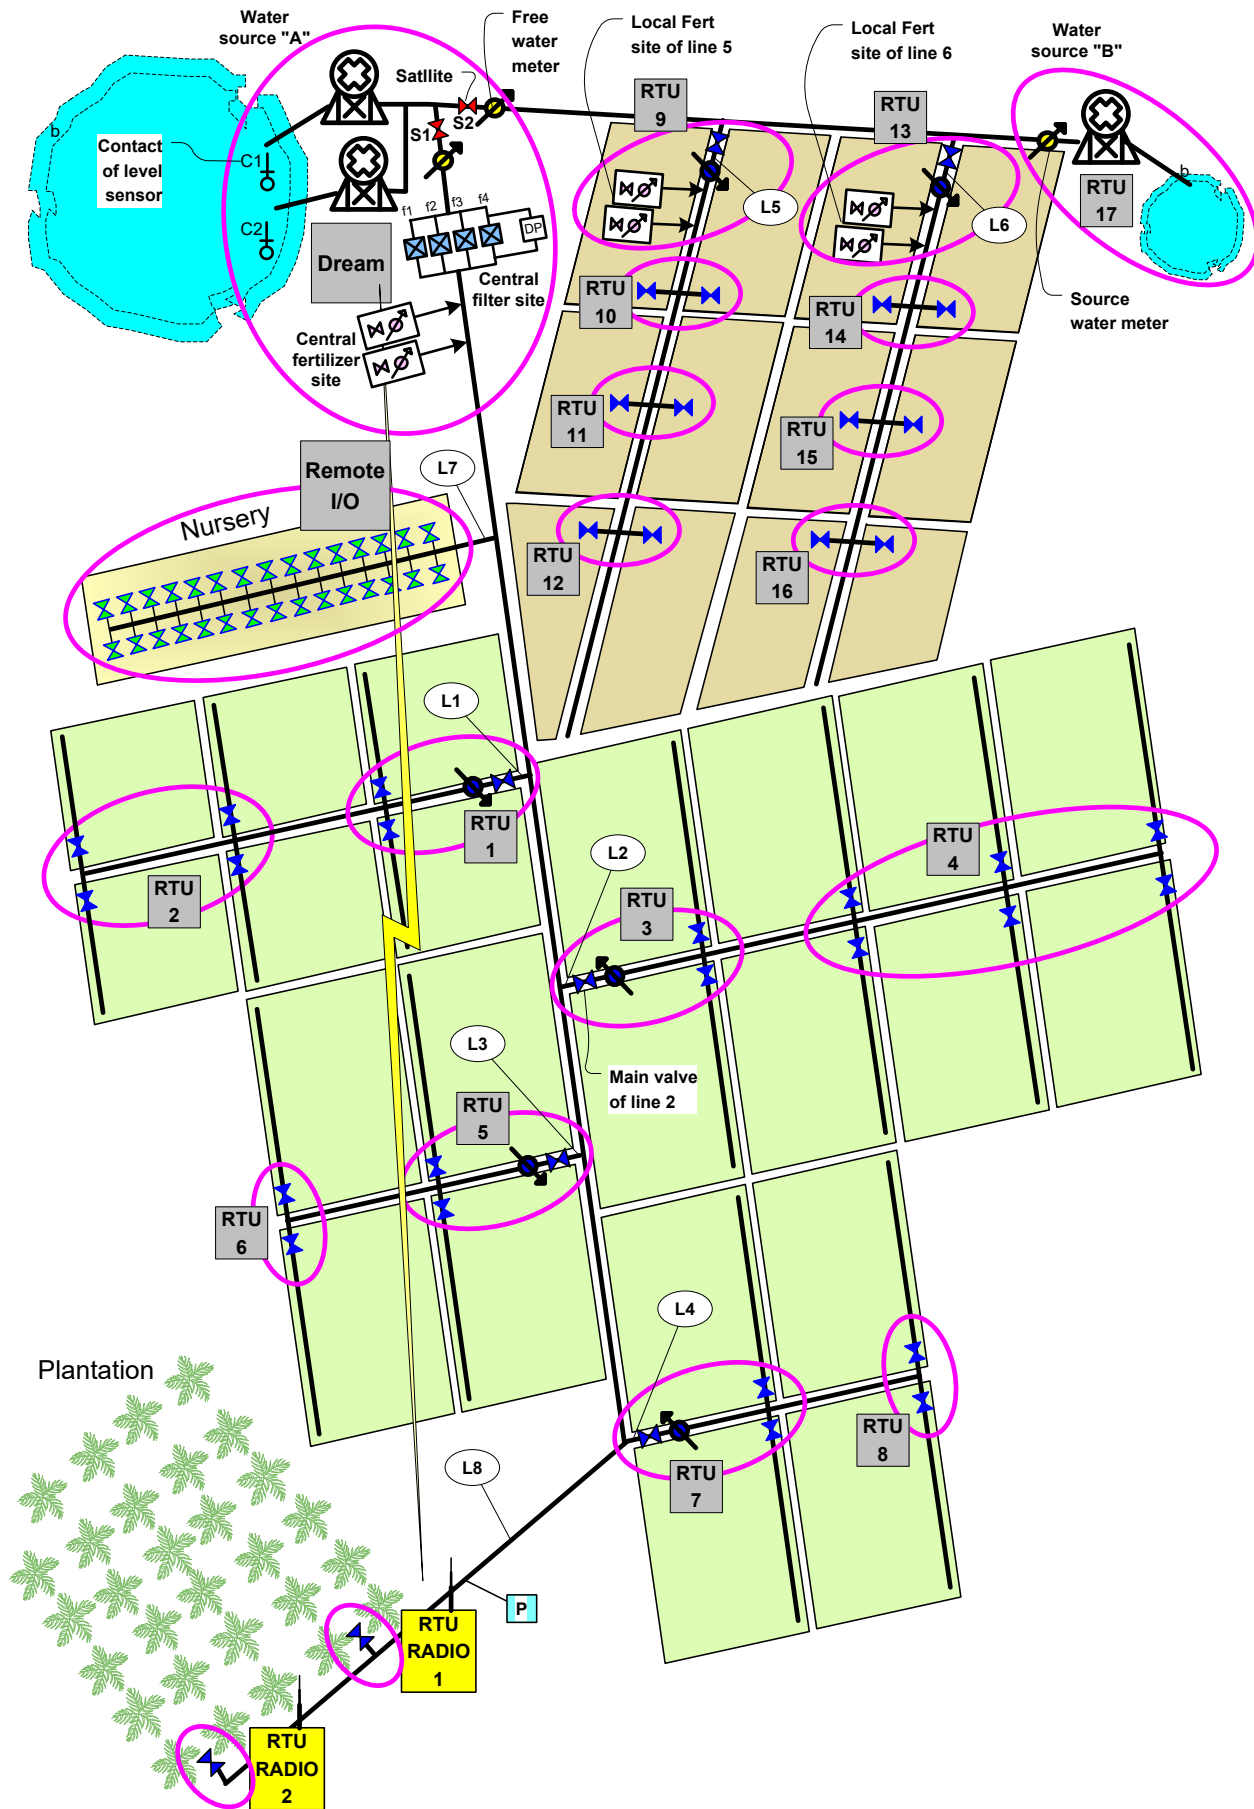 Water
source "A"
Free
water
meter
Local Fert
site of line 5
Local Fert
site of line 6
Water
source "B"
Satllite
S2
S1
RTU
9
RTU
13
b
Contact
of level
sensor
C1
C2
b
RTU
17
L5
L6
f1
f2
f3
f4
DP
Dream
Central
filter site
Central
fertilizer
site
RTU
10
RTU
14
Source
water meter
RTU
11
RTU
15
L7
Remote
I/O
Nursery
RTU
12
RTU
16
L1
RTU
1
L2
RTU
4
RTU
2
RTU
3
L3
Main valve
of line 2
RTU
5
RTU
6
L4
Plantation
RTU
8
L8
RTU
7
P
RTU
RADIO
1
RTU
RADIO
2